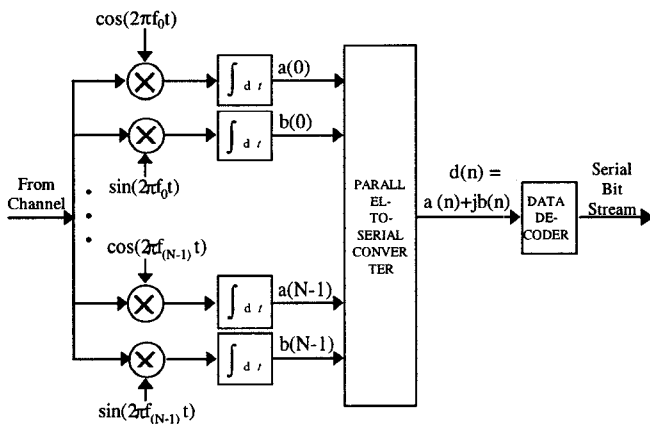 cos(2πf₀t)
∫ dt
a(0)
∫ dt
b(0)
sin(2πf₀t)
From
Channel
cos(2πf(N-1)t)
∫ dt
a(N-1)
∫ dt
b(N-1)
sin(2πf(N-1)t)
PARALL
EL-
TO-
SERIAL
CONVER
TER
d(n) =
a (n)+jb(n)
DATA
DE-
CODER
Serial
Bit
Stream